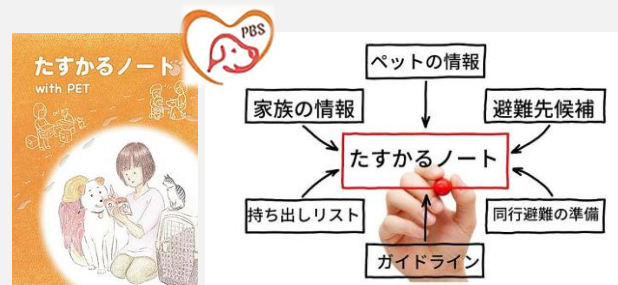 PBS
たすかるノート
with PET
ペットの情報
家族の情報
避難先候補
たすかるノート
持ち出しリスト
同行避難の準備
ガイドライン